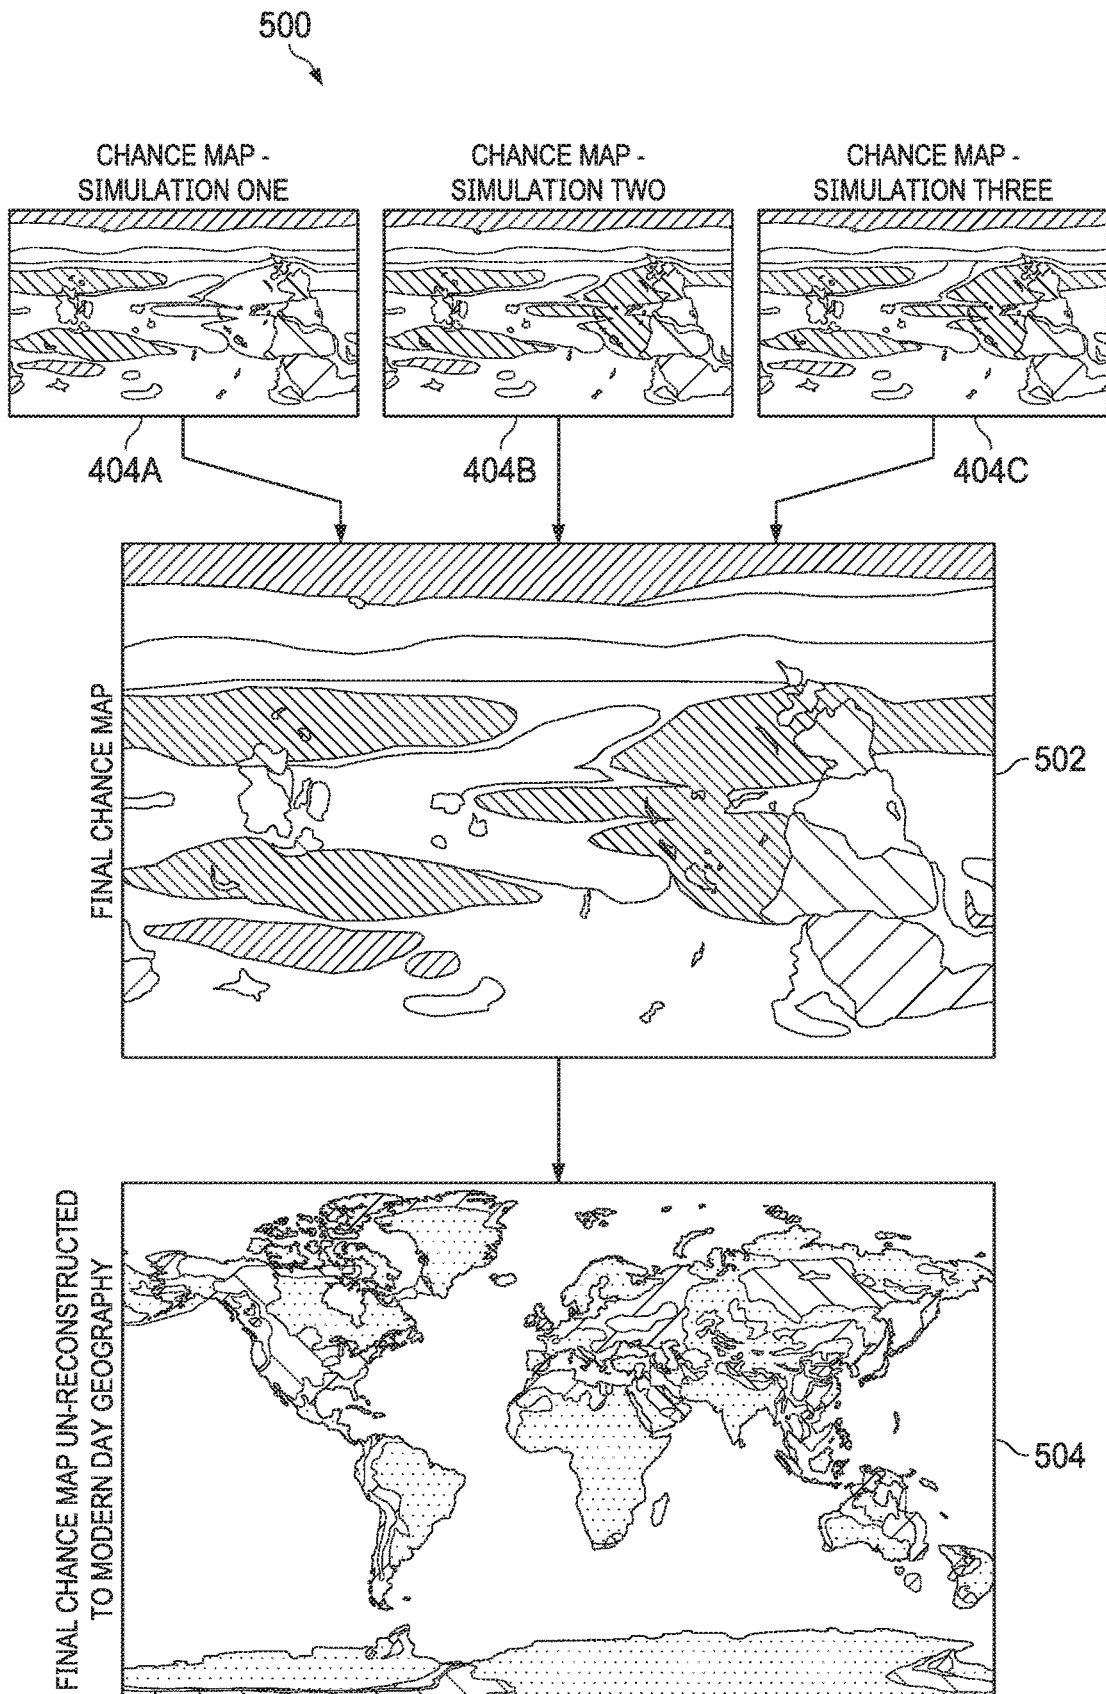 500
CHANCE MAP -
SIMULATION ONE
CHANCE MAP -
SIMULATION TWO
CHANCE MAP -
SIMULATION THREE
404A
404B
404C
FINAL CHANCE MAP
502
FINAL CHANCE MAP UN-RECONSTRUCTED
TO MODERN DAY GEOGRAPHY
504